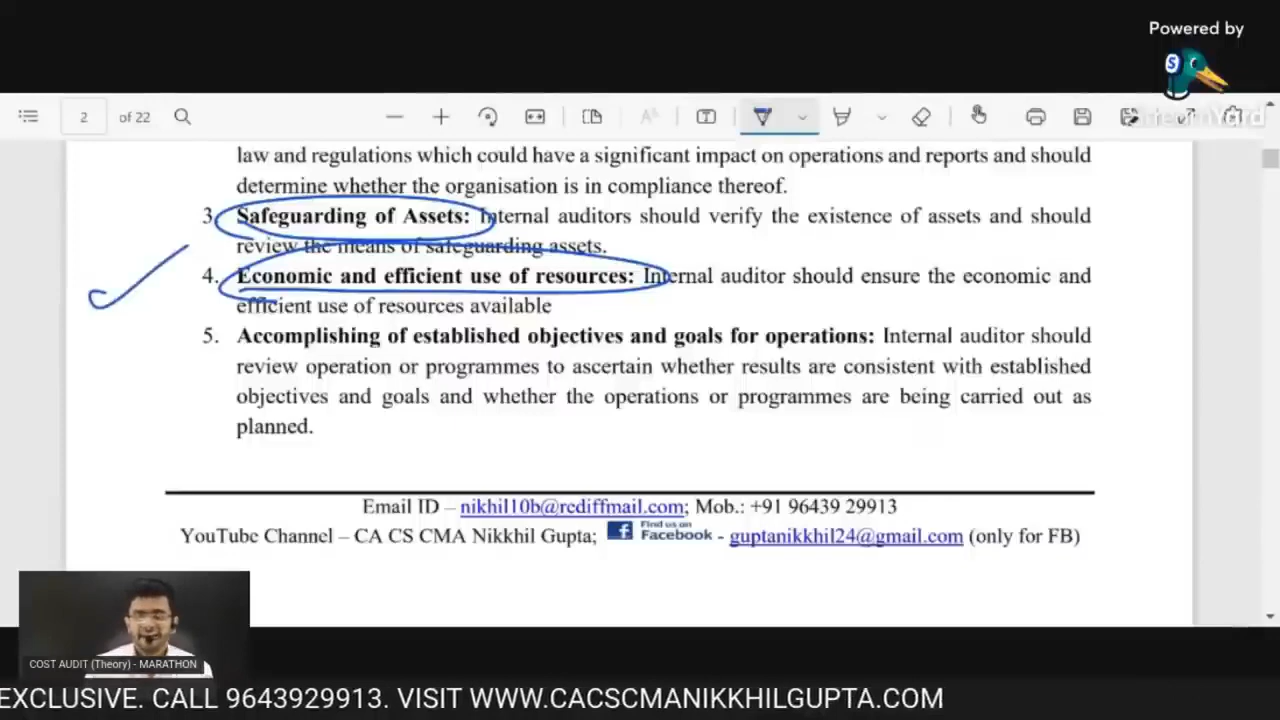 Powered by
S
2 of 22
law and regulations which could have a significant impact on operations and reports and should
determine whether the organisation is in compliance thereof.
3. Safeguarding of Assets: Internal auditors should verify the existence of assets and should
review the means of safeguarding assets.
4. Economic and efficient use of resources: Internal auditor should ensure the economic and
efficient use of resources available
5. Accomplishing of established objectives and goals for operations: Internal auditor should
review operation or programmes to ascertain whether results are consistent with established
objectives and goals and whether the operations or programmes are being carried out as
planned.
Email ID – nikhil10b@rediffmail.com; Mob.: +91 96439 29913
YouTube Channel – CA CS CMA Nikkhil Gupta; Find us on Facebook - guptanikkhil24@gmail.com (only for FB)
COST AUDIT (Theory) - MARATHON
EXCLUSIVE. CALL 9643929913. VISIT WWW.CACSCMANIKKHILGUPTA.COM